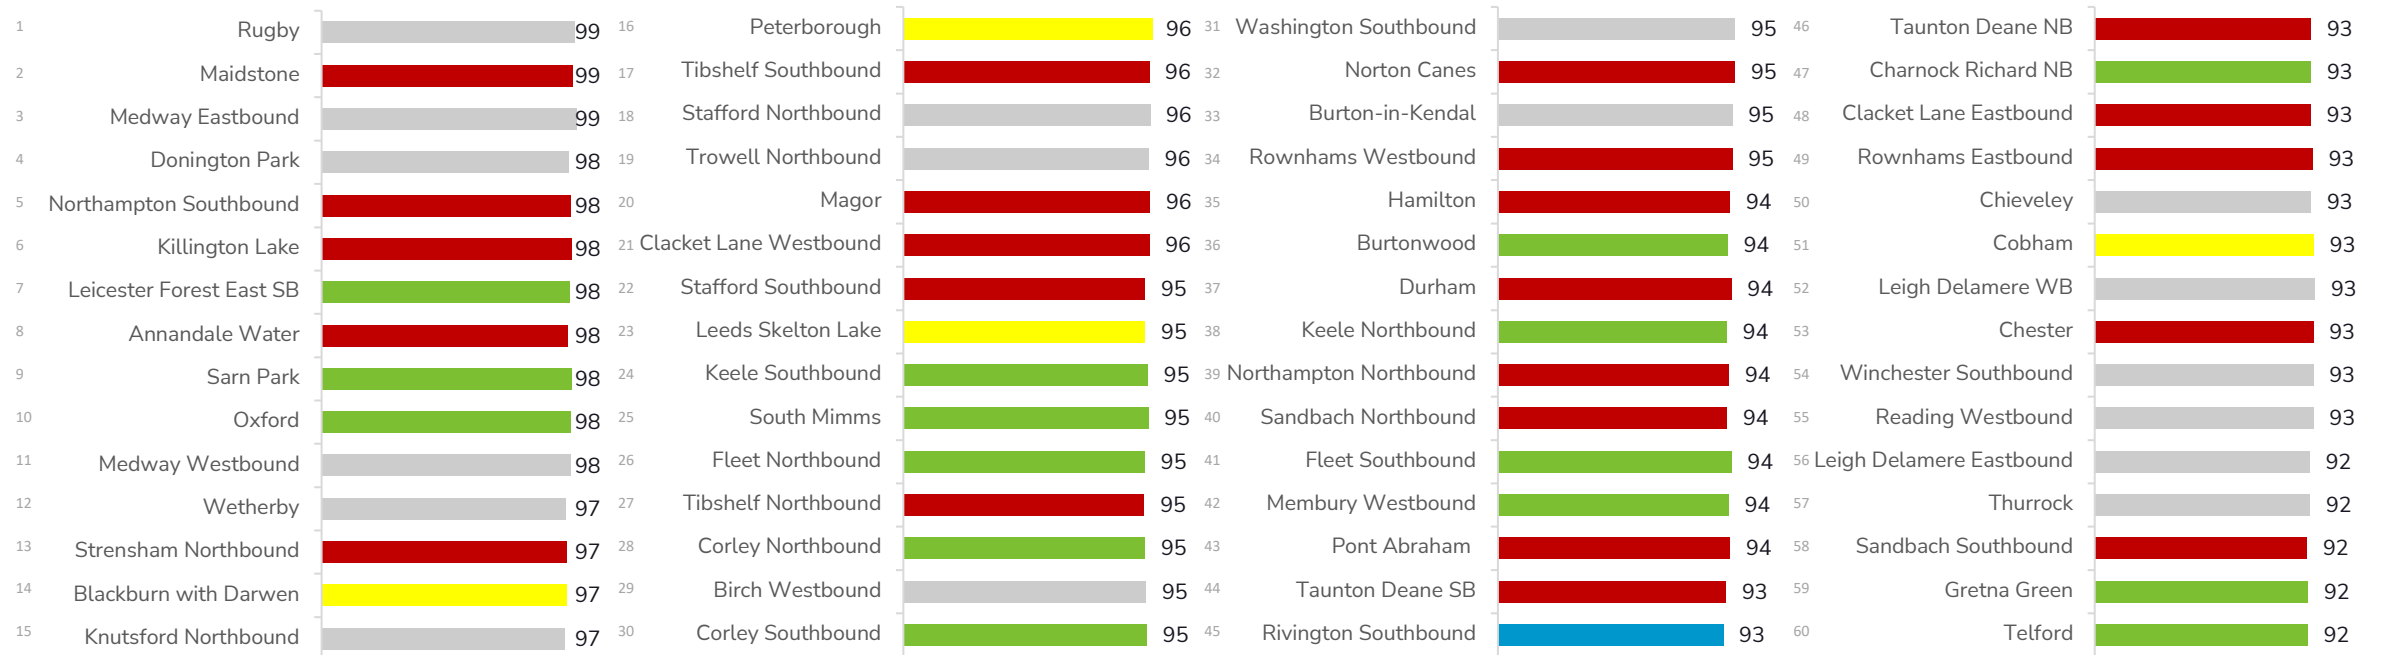 1 Rugby 99
2 Maidstone 99
3 Medway Eastbound 99
4 Donington Park 98
5 Northampton Southbound 98
6 Killington Lake 98
7 Leicester Forest East SB 98
8 Annandale Water 98
9 Sarn Park 98
10 Oxford 98
11 Medway Westbound 98
12 Wetherby 97
13 Strensham Northbound 97
14 Blackburn with Darwen 97
15 Knutsford Northbound 97
16 Peterborough 96
17 Tibshelf Southbound 96
18 Stafford Northbound 96
19 Trowell Northbound 96
20 Magor 96
21 Clacket Lane Westbound 96
22 Stafford Southbound 95
23 Leeds Skelton Lake 95
24 Keele Southbound 95
25 South Mimms 95
26 Fleet Northbound 95
27 Tibshelf Northbound 95
28 Corley Northbound 95
29 Birch Westbound 95
30 Corley Southbound 95
31 Washington Southbound 95
32 Norton Canes 95
33 Burton-in-Kendal 95
34 Rownhams Westbound 95
35 Hamilton 94
36 Burtonwood 94
37 Durham 94
38 Keele Northbound 94
39 Northampton Northbound 94
40 Sandbach Northbound 94
41 Fleet Southbound 94
42 Membury Westbound 94
43 Pont Abraham 94
44 Taunton Deane SB 93
45 Rivington Southbound 93
46 Taunton Deane NB 93
47 Charnock Richard NB 93
48 Clacket Lane Eastbound 93
49 Rownhams Eastbound 93
50 Chieveley 93
51 Cobham 93
52 Leigh Delamere WB 93
53 Chester 93
54 Winchester Southbound 93
55 Reading Westbound 93
56 Leigh Delamere Eastbound 92
57 Thurrock 92
58 Sandbach Southbound 92
59 Gretna Green 92
60 Telford 92